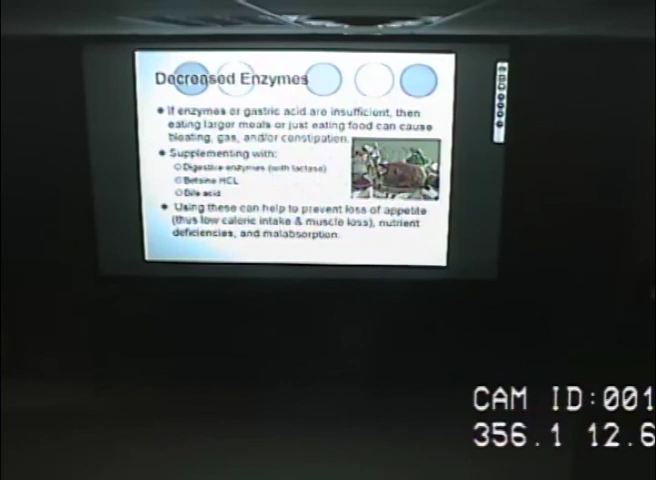 Decreased Enzymes
If enzymes or gastric acid are insufficient, then
eating larger meals or just eating food can cause
bloating, gas, and/or constipation.
Supplementing with:
Digestive enzymes (with lactase)
Betaine HCL
Bile acid
Using these can help to prevent loss of appetite
(thus low caloric intake & muscle loss), nutrient
deficiencies, and malabsorption.
CAM ID:001
356.1 12.6